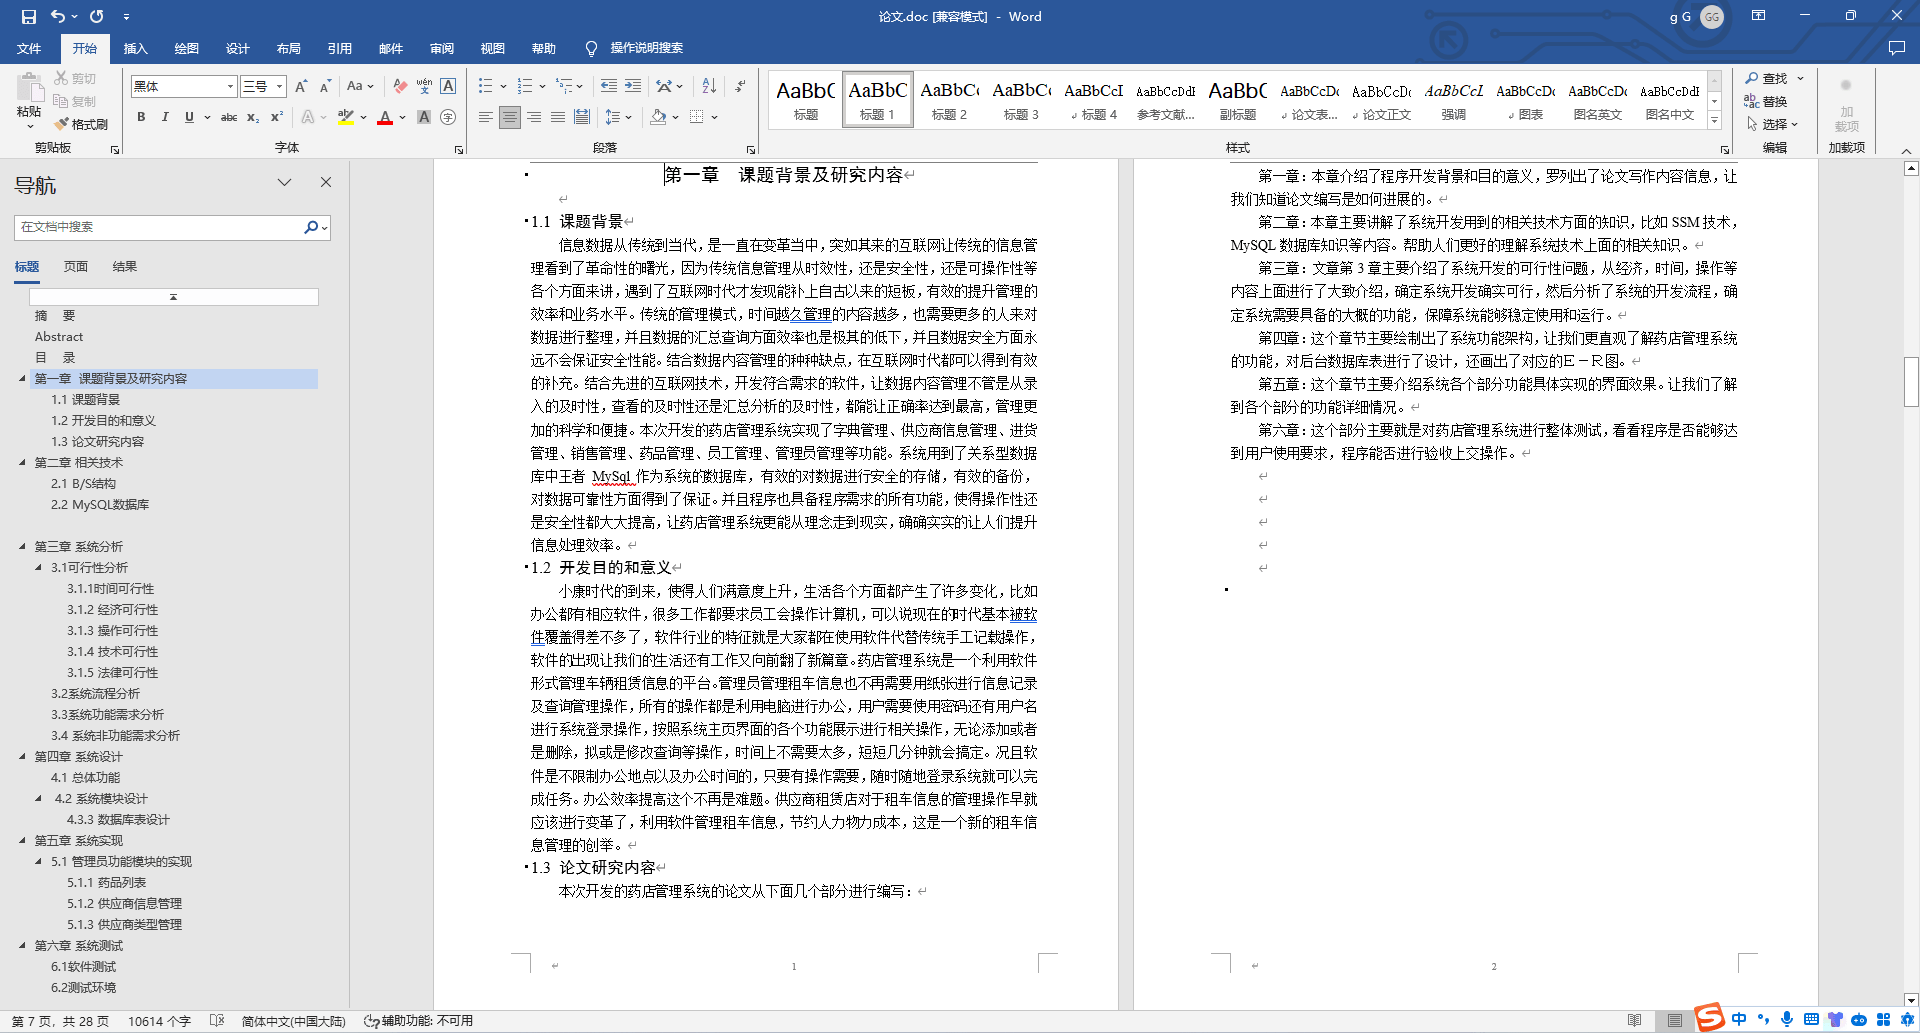 论文.doc [兼容模式] - Word
g G
GG
文件 开始 插入 绘图 设计 布局 引用 邮件 审阅 视图 帮助 操作说明搜索
粘贴
剪切
复制
格式刷
剪贴板
黑体 三号
字体
段落
AaBbC 标题
AaBbC 标题 1
AaBbC 标题 2
AaBbC 标题 3
AaBbCcI 标题 4
AaBbCcDdE 参考文献...
AaBbC 副标题
AaBbCcDc 论文表...
AaBbCcDc 论文正文
AaBbCcL 强调
AaBbCcDc 图表
AaBbCcDc 图名英文
AaBbCcDdE 图名中文
样式
查找
替换
选择
编辑
加
载项
加载项
导航
在文档中搜索
标题 页面 结果
摘 要
Abstract
目 录
第一章 课题背景及研究内容
1.1 课题背景
1.2 开发目的和意义
1.3 论文研究内容
第二章 相关技术
2.1 B/S结构
2.2 MySQL数据库
第三章 系统分析
3.1可行性分析
3.1.1时间可行性
3.1.2 经济可行性
3.1.3 操作可行性
3.1.4 技术可行性
3.1.5 法律可行性
3.2系统流程分析
3.3系统功能需求分析
3.4 系统非功能需求分析
第四章 系统设计
4.1 总体功能
4.2 系统模块设计
4.3.3 数据库表设计
第五章 系统实现
5.1 管理员功能模块的实现
5.1.1 药品列表
5.1.2 供应商信息管理
5.1.3 供应商类型管理
第六章 系统测试
6.1软件测试
6.2测试环境
第一章 课题背景及研究内容
1.1 课题背景
信息数据从传统到当代，是一直在变革当中，突如其来的互联网让传统的信息管
理看到了革命性的曙光，因为传统信息管理从时效性，还是安全性，还是可操作性等
各个方面来讲，遇到了互联网时代才发现能补上自古以来的短板，有效的提升管理的
效率和业务水平。传统的管理模式，时间越久管理的内容越多，也需要更多的人来对
数据进行整理，并且数据的汇总查询方面效率也是极其的低下，并且数据安全方面永
远不会保证安全性能。结合数据内容管理的种种缺点，在互联网时代都可以得到有效
的补充。结合先进的互联网技术，开发符合需求的软件，让数据内容管理不管是从录
入的及时性，查看的及时性还是汇总分析的及时性，都能让正确率达到最高，管理更
加的科学和便捷。本次开发的药店管理系统实现了字典管理、供应商信息管理、进货
管理、销售管理、药品管理、员工管理、管理员管理等功能。系统用到了关系型数据
库中王者 MySql 作为系统的数据库，有效的对数据进行安全的存储，有效的备份，
对数据可靠性方面得到了保证。并且程序也具备程序需求的所有功能，使得操作性还
是安全性都大大提高，让药店管理系统更能从理念走到现实，确确实实的让人们提升
信息处理效率。
1.2 开发目的和意义
小康时代的到来，使得人们满意度上升，生活各个方面都产生了许多变化，比如
办公都有相应软件，很多工作都要求员工会操作计算机，可以说现在的时代基本被软
件覆盖得差不多了，软件行业的特征就是大家都在使用软件代替传统手工记载操作，
软件的出现让我们的生活还有工作又向前翻了新篇章。药店管理系统是一个利用软件
形式管理车辆租赁信息的平台。管理员管理租车信息也不再需要用纸张进行信息记录
及查询管理操作，所有的操作都是利用电脑进行办公，用户需要使用密码还有用户名
进行系统登录操作，按照系统主页界面的各个功能展示进行相关操作，无论添加或者
是删除，拟或是修改查询等操作，时间上不需要太多，短短几分钟就会搞定。况且软
件是不限制办公地点以及办公时间的，只要有操作需要，随时随地登录系统就可以完
成任务。办公效率提高这个不再是难题。供应商租赁店对于租车信息的管理操作早就
应该进行变革了，利用软件管理租车信息，节约人力物力成本，这是一个新的租车信
息管理的创举。
1.3 论文研究内容
本次开发的药店管理系统的论文从下面几个部分进行编写：
1
第一章：本章介绍了程序开发背景和目的意义，罗列出了论文写作内容信息，让
我们知道论文编写是如何进展的。
第二章：本章主要讲解了系统开发用到的相关技术方面的知识，比如 SSM 技术，
MySQL 数据库知识等内容。帮助人们更好的理解系统技术上面的相关知识。
第三章：文章第 3 章主要介绍了系统开发的可行性问题，从经济，时间，操作等
内容上面进行了大致介绍，确定系统开发确实可行，然后分析了系统的开发流程，确
定系统需要具备的大概的功能，保障系统能够稳定使用和运行。
第四章：这个章节主要绘制出了系统功能架构，让我们更直观了解药店管理系统
的功能，对后台数据库表进行了设计，还画出了对应的Ｅ－Ｒ图。
第五章：这个章节主要介绍系统各个部分功能具体实现的界面效果。让我们了解
到各个部分的功能详细情况。
第六章：这个部分主要就是对药店管理系统进行整体测试，看看程序是否能够达
到用户使用要求，程序能否进行验收上交操作。
2
第 7 页，共 28 页 10614 个字 简体中文(中国大陆) 辅助功能: 不可用
中